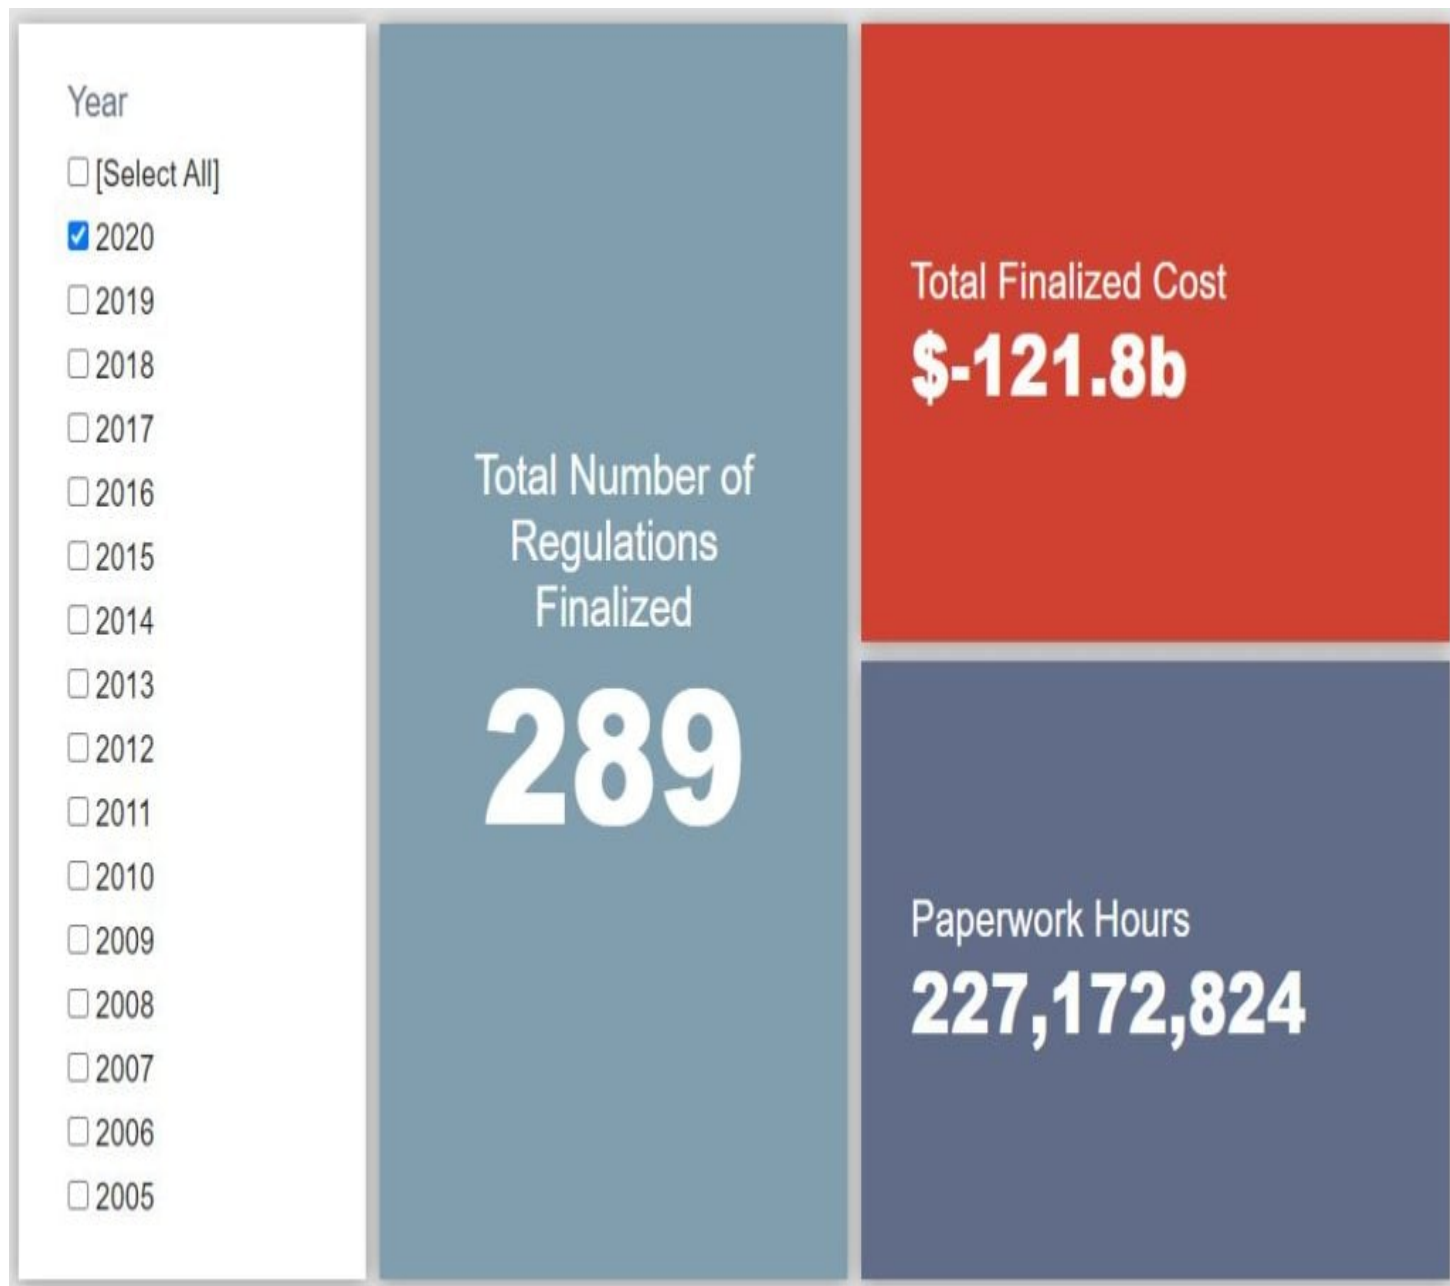 Year
[Select All]
2020
2019
2018
2017
2016
2015
2014
2013
2012
2011
2010
2009
2008
2007
2006
2005
Total Number of
Regulations
Finalized
289
Total Finalized Cost
$-121.8b
Paperwork Hours
227,172,824